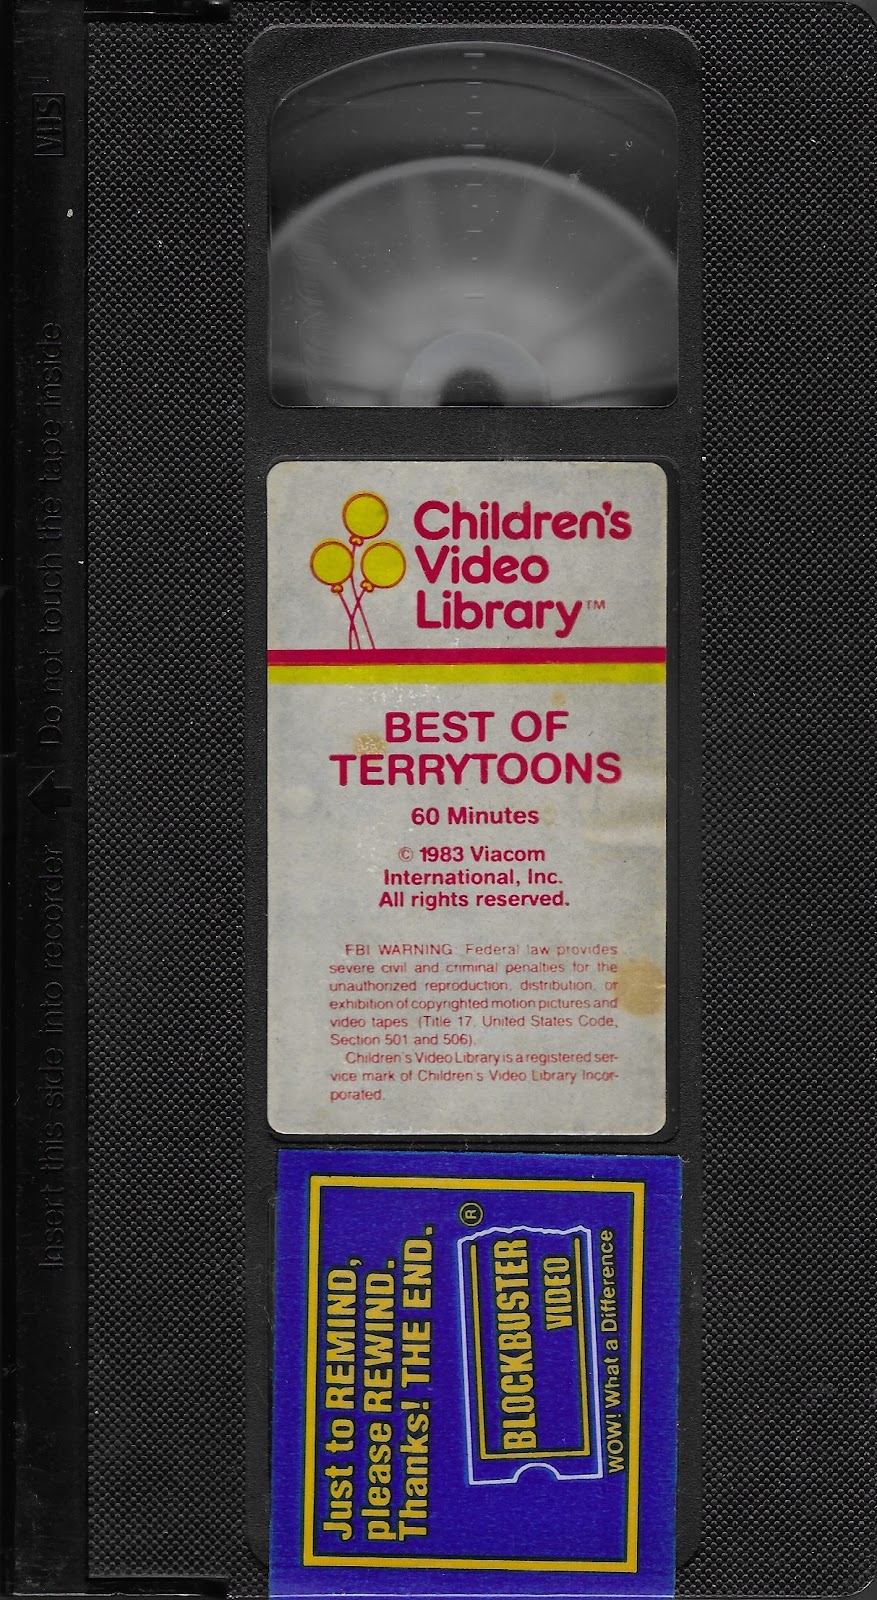 VHS
Insert this side into recorder
Do not touch the tape inside
Children's
Video
Library™
BEST OF
TERRYTOONS
60 Minutes
© 1983 Viacom
International, Inc.
All rights reserved.
FBI WARNING: Federal law provides
severe civil and criminal penalties for the
unauthorized reproduction, distribution, or
exhibition of copyrighted motion pictures and
video tapes (Title 17, United States Code,
Section 501 and 506).
Children's Video Library is a registered ser-
vice mark of Children's Video Library Incor-
porated.
Just to REMIND,
please REWIND.
Thanks! THE END.
®
BLOCKBUSTER
VIDEO
WOW! What a Difference